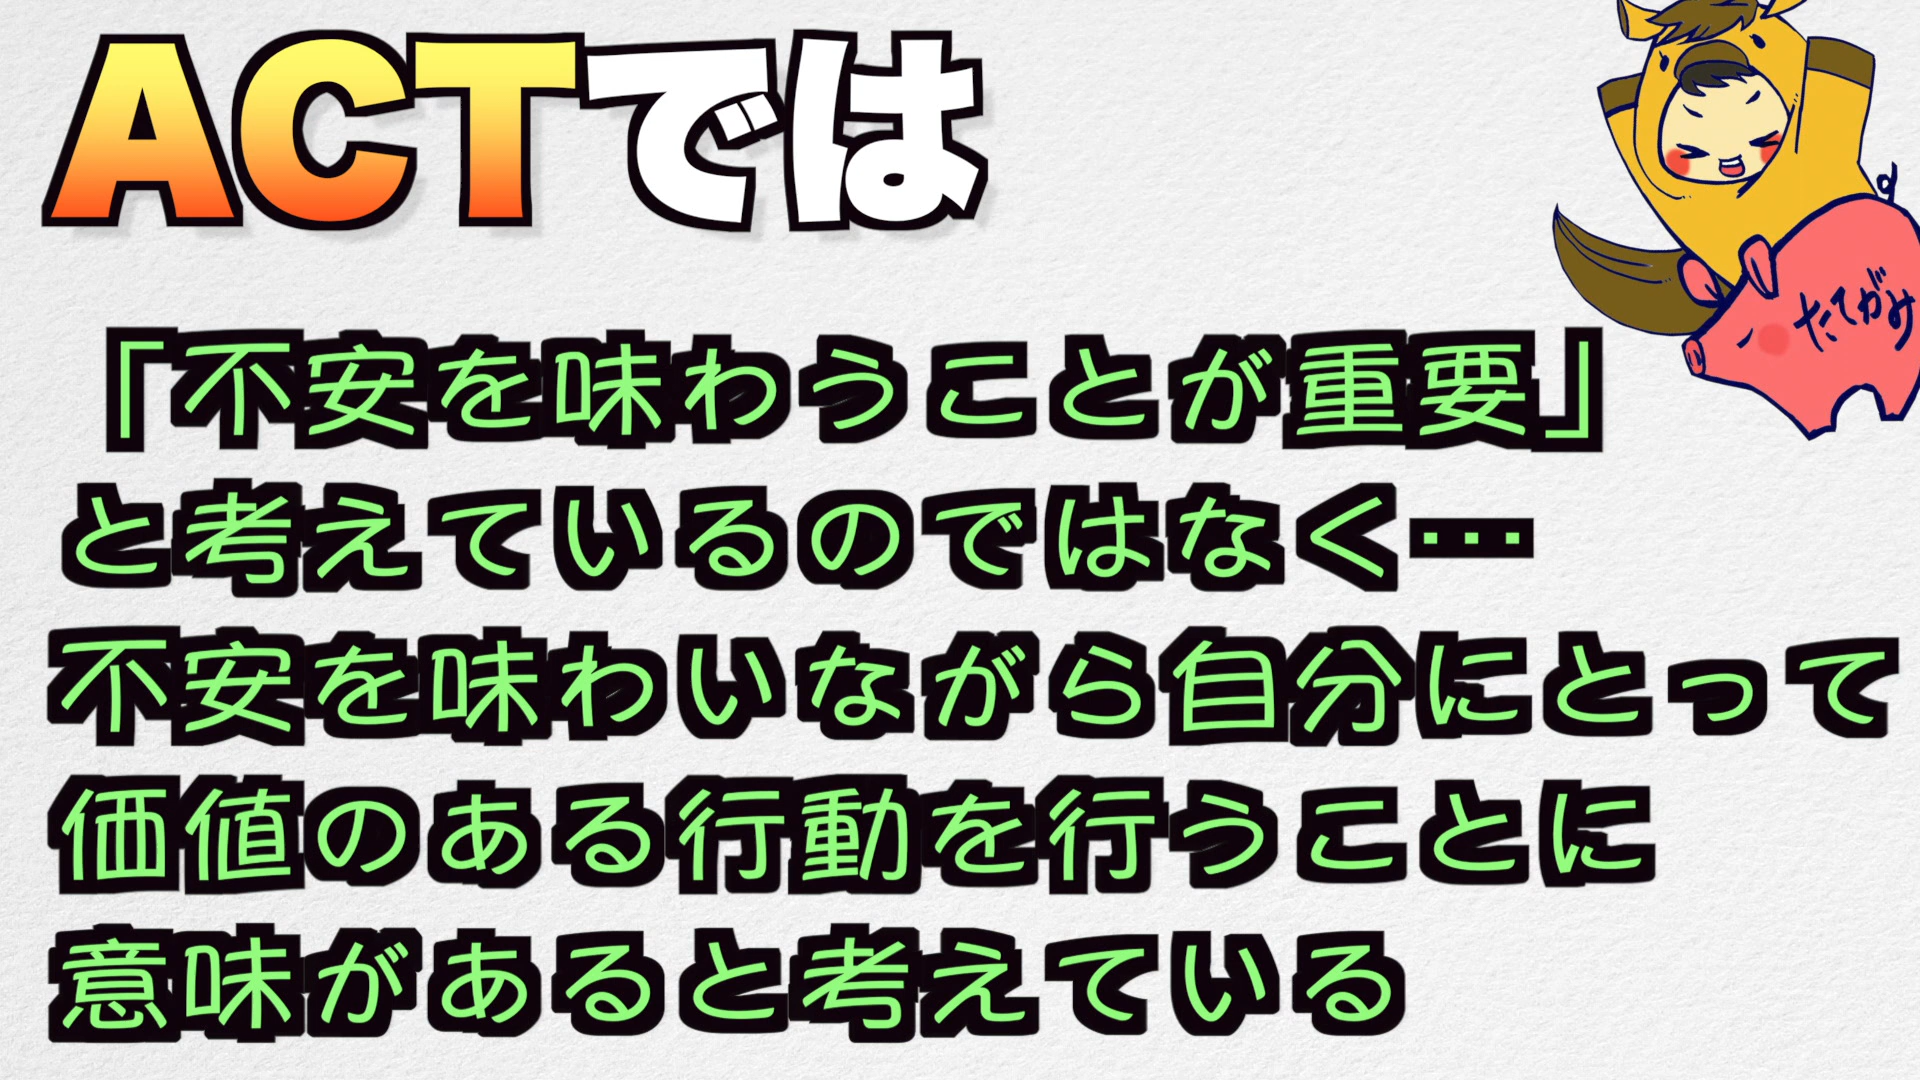 ACTでは
たてがみ
「不安を味わうことが重要」
と考えているのではなく…
不安を味わいながら自分にとって
価値のある行動を行うことに
意味があると考えている